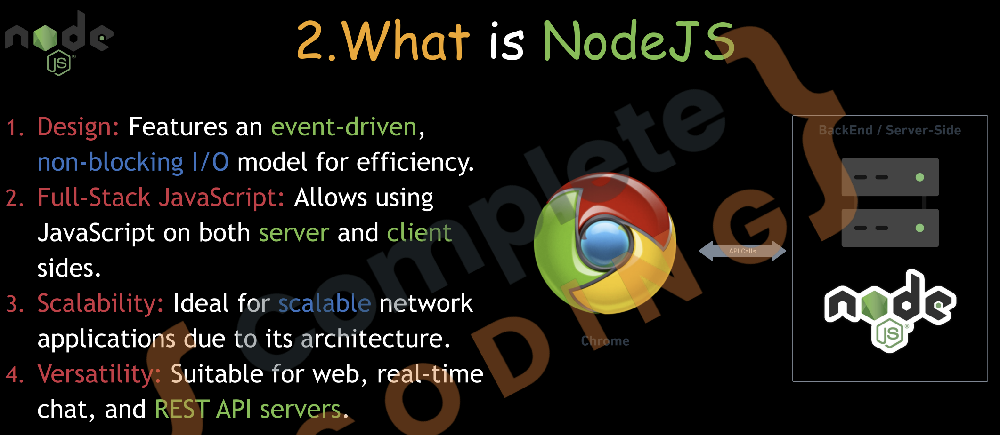 node
JS
2.What is NodeJS
1. Design: Features an event-driven,
non-blocking I/O model for efficiency.
2. Full-Stack JavaScript: Allows using
JavaScript on both server and client
sides.
3. Scalability: Ideal for scalable network
applications due to its architecture.
4. Versatility: Suitable for web, real-time
chat, and REST API servers.
Chrome
API Calls
BackEnd / Server-Side
node
JS
{ Complete
CODING }